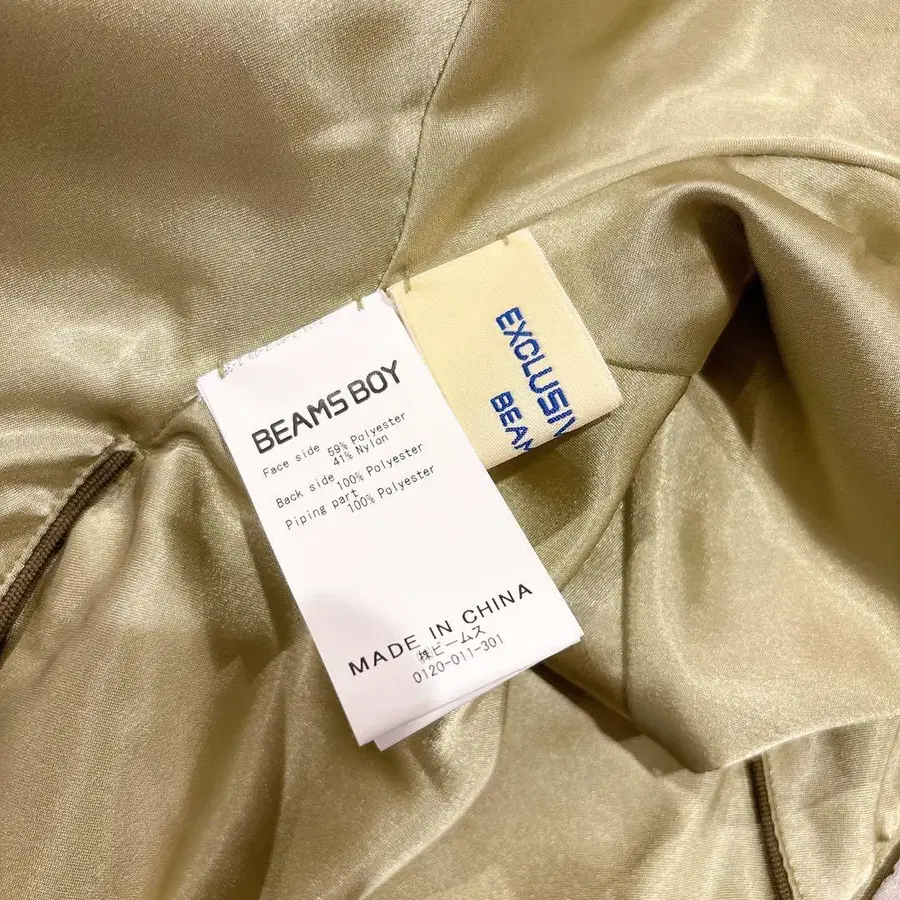 BEAMS BOY
Face side 59% Polyester
41% Nylon
Back side 100% Polyester
Piping part 100% Polyester
MADE IN CHINA
㈱ビームス
0120-011-301
EXCLUSIV
BEAM